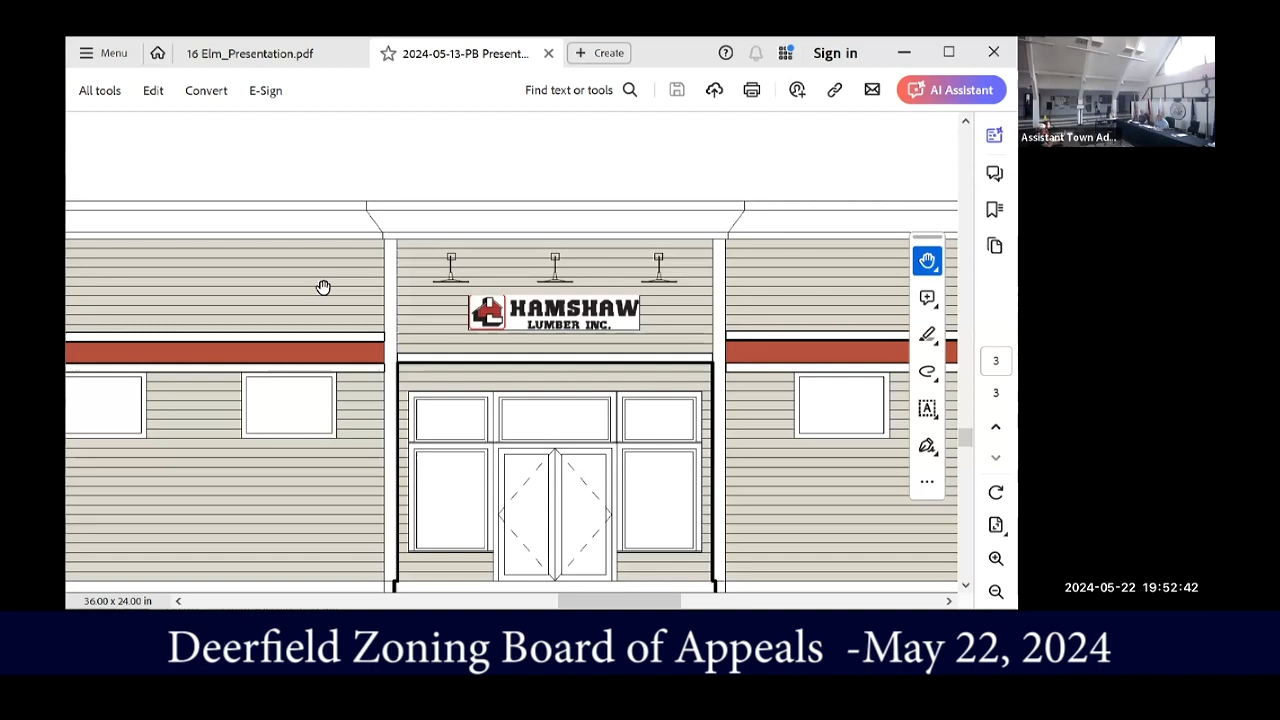 Menu
16 Elm_Presentation.pdf
2024-05-13-PB Present...
Create
Sign in
All tools
Edit
Convert
E-Sign
Find text or tools
AI Assistant
Assistant Town Ad...
HAMSHAW
LUMBER INC.
3
3
36.00 x 24.00 in
2024-05-22 19:52:42
Deerfield Zoning Board of Appeals -May 22, 2024